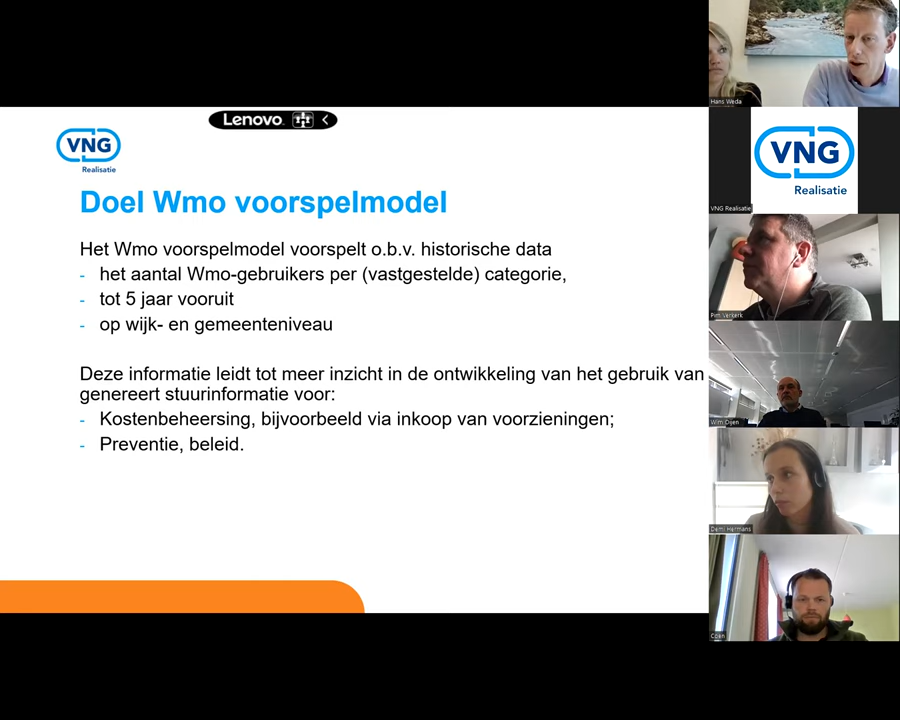 Lenovo
VNG
Realisatie
Doel Wmo voorspelmodel
Het Wmo voorspelmodel voorspelt o.b.v. historische data
- het aantal Wmo-gebruikers per (vastgestelde) categorie,
- tot 5 jaar vooruit
- op wijk- en gemeenteniveau
Deze informatie leidt tot meer inzicht in de ontwikkeling van het gebruik van
genereert stuurinformatie voor:
- Kostenbeheersing, bijvoorbeeld via inkoop van voorzieningen;
- Preventie, beleid.
Hans Weda
VNG
Realisatie
VNG Realisatie
Pim Verkerk
Wim Oijen
Demi Hermans
Coen